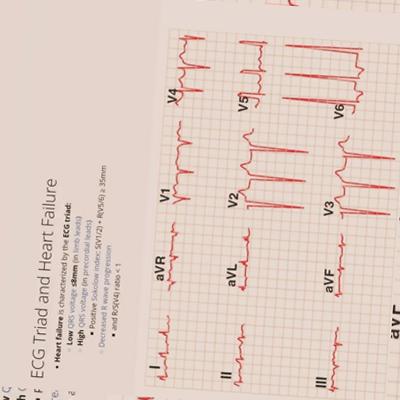 ECG Triad and Heart Failure
• Heart failure is characterized by the ECG triad:
◦ Low QRS voltage ≤8mm (in limb leads)
◦ High QRS voltage (in precordial leads)
▪ Positive Sokolow index: S(V1/2) + R(V5/6) ≥ 35mm
◦ Decreased R wave progression
▪ and R/S(V4) ratio < 1
I
aVR
V1
V4
II
aVL
V2
V5
III
aVF
V3
V6